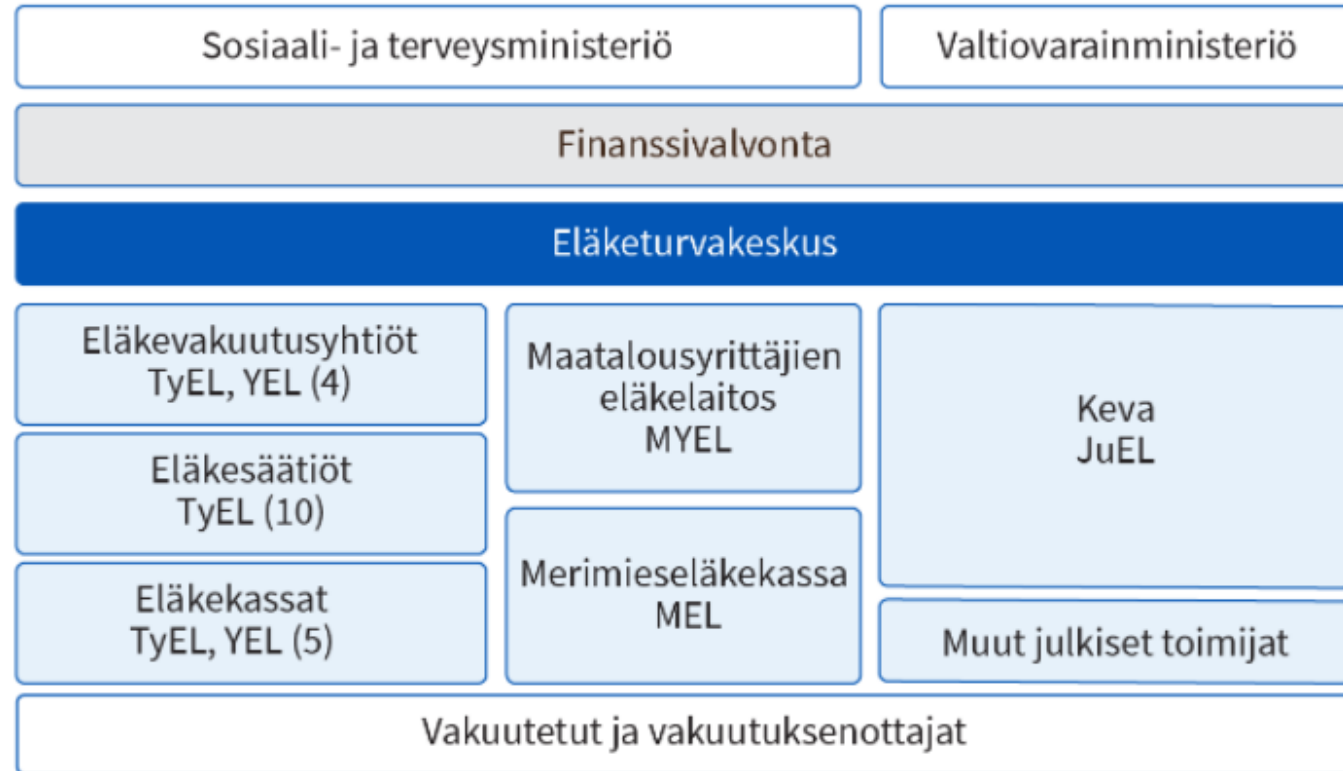 Sosiaali- ja terveysministeriö
Valtiovarainministeriö
Finanssivalvonta
Eläketurvakeskus
Eläkevakuutusyhtiöt
TyEL, YEL (4)
Eläkesäätiöt
TyEL (10)
Eläkekassat
TyEL, YEL (5)
Maatalousyrittäjien
eläkelaitos
MYEL
Merimieseläkekassa
MEL
Keva
JuEL
Muut julkiset toimijat
Vakuutetut ja vakuutuksenottajat